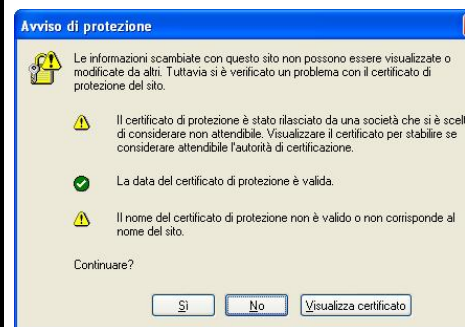 Avviso di protezione
Le informazioni scambiate con questo sito non possono essere visualizzate o
modificate da altri. Tuttavia si è verificato un problema con il certificato di
protezione del sito.
Il certificato di protezione è stato rilasciato da una società che si è scelt
di considerare non attendibile. Visualizzare il certificato per stabilire se
considerare attendibile l'autorità di certificazione.
La data del certificato di protezione è valida.
Il nome del certificato di protezione non è valido o non corrisponde al
nome del sito.
Continuare?
Sì No Visualizza certificato